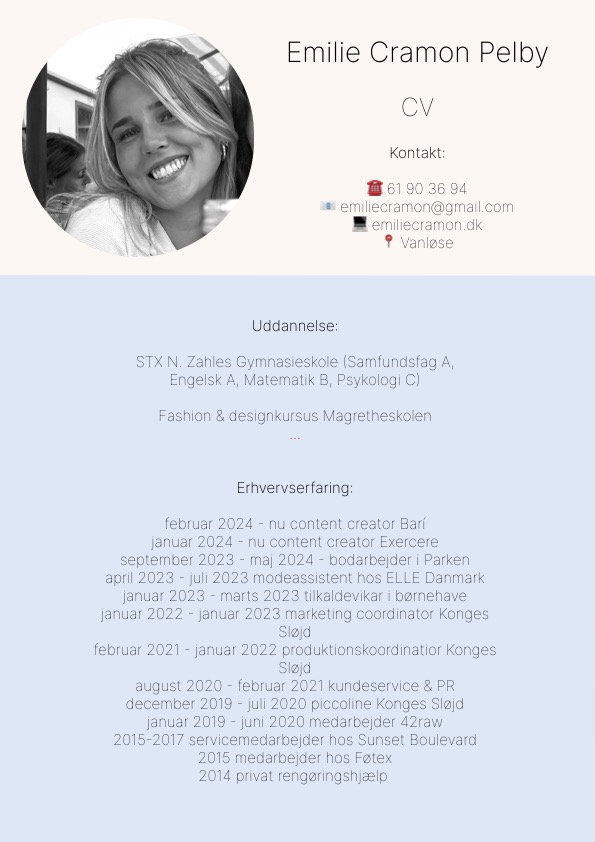 Emilie Cramon Pelby
CV
Kontakt:
☎️ 61 90 36 94
📧 emiliecramon@gmail.com
💻 emiliecramon.dk
📍 Vanløse
Uddannelse:
STX N. Zahles Gymnasieskole (Samfundsfag A,
Engelsk A, Matematik B, Psykologi C)
Fashion & designkursus Magretheskolen
...
Erhvervserfaring:
februar 2024 - nu content creator Barí
januar 2024 - nu content creator Exercere
september 2023 - maj 2024 - bodarbejder i Parken
april 2023 - juli 2023 modeassistent hos ELLE Danmark
januar 2023 - marts 2023 tilkaldevikar i børnehave
januar 2022 - januar 2023 marketing coordinator Konges
Sløjd
februar 2021 - januar 2022 produktionskoordinatior Konges
Sløjd
august 2020 - februar 2021 kundeservice & PR
december 2019 - juli 2020 piccoline Konges Sløjd
januar 2019 - juni 2020 medarbejder 42raw
2015-2017 servicemedarbejder hos Sunset Boulevard
2015 medarbejder hos Føtex
2014 privat rengøringshjælp